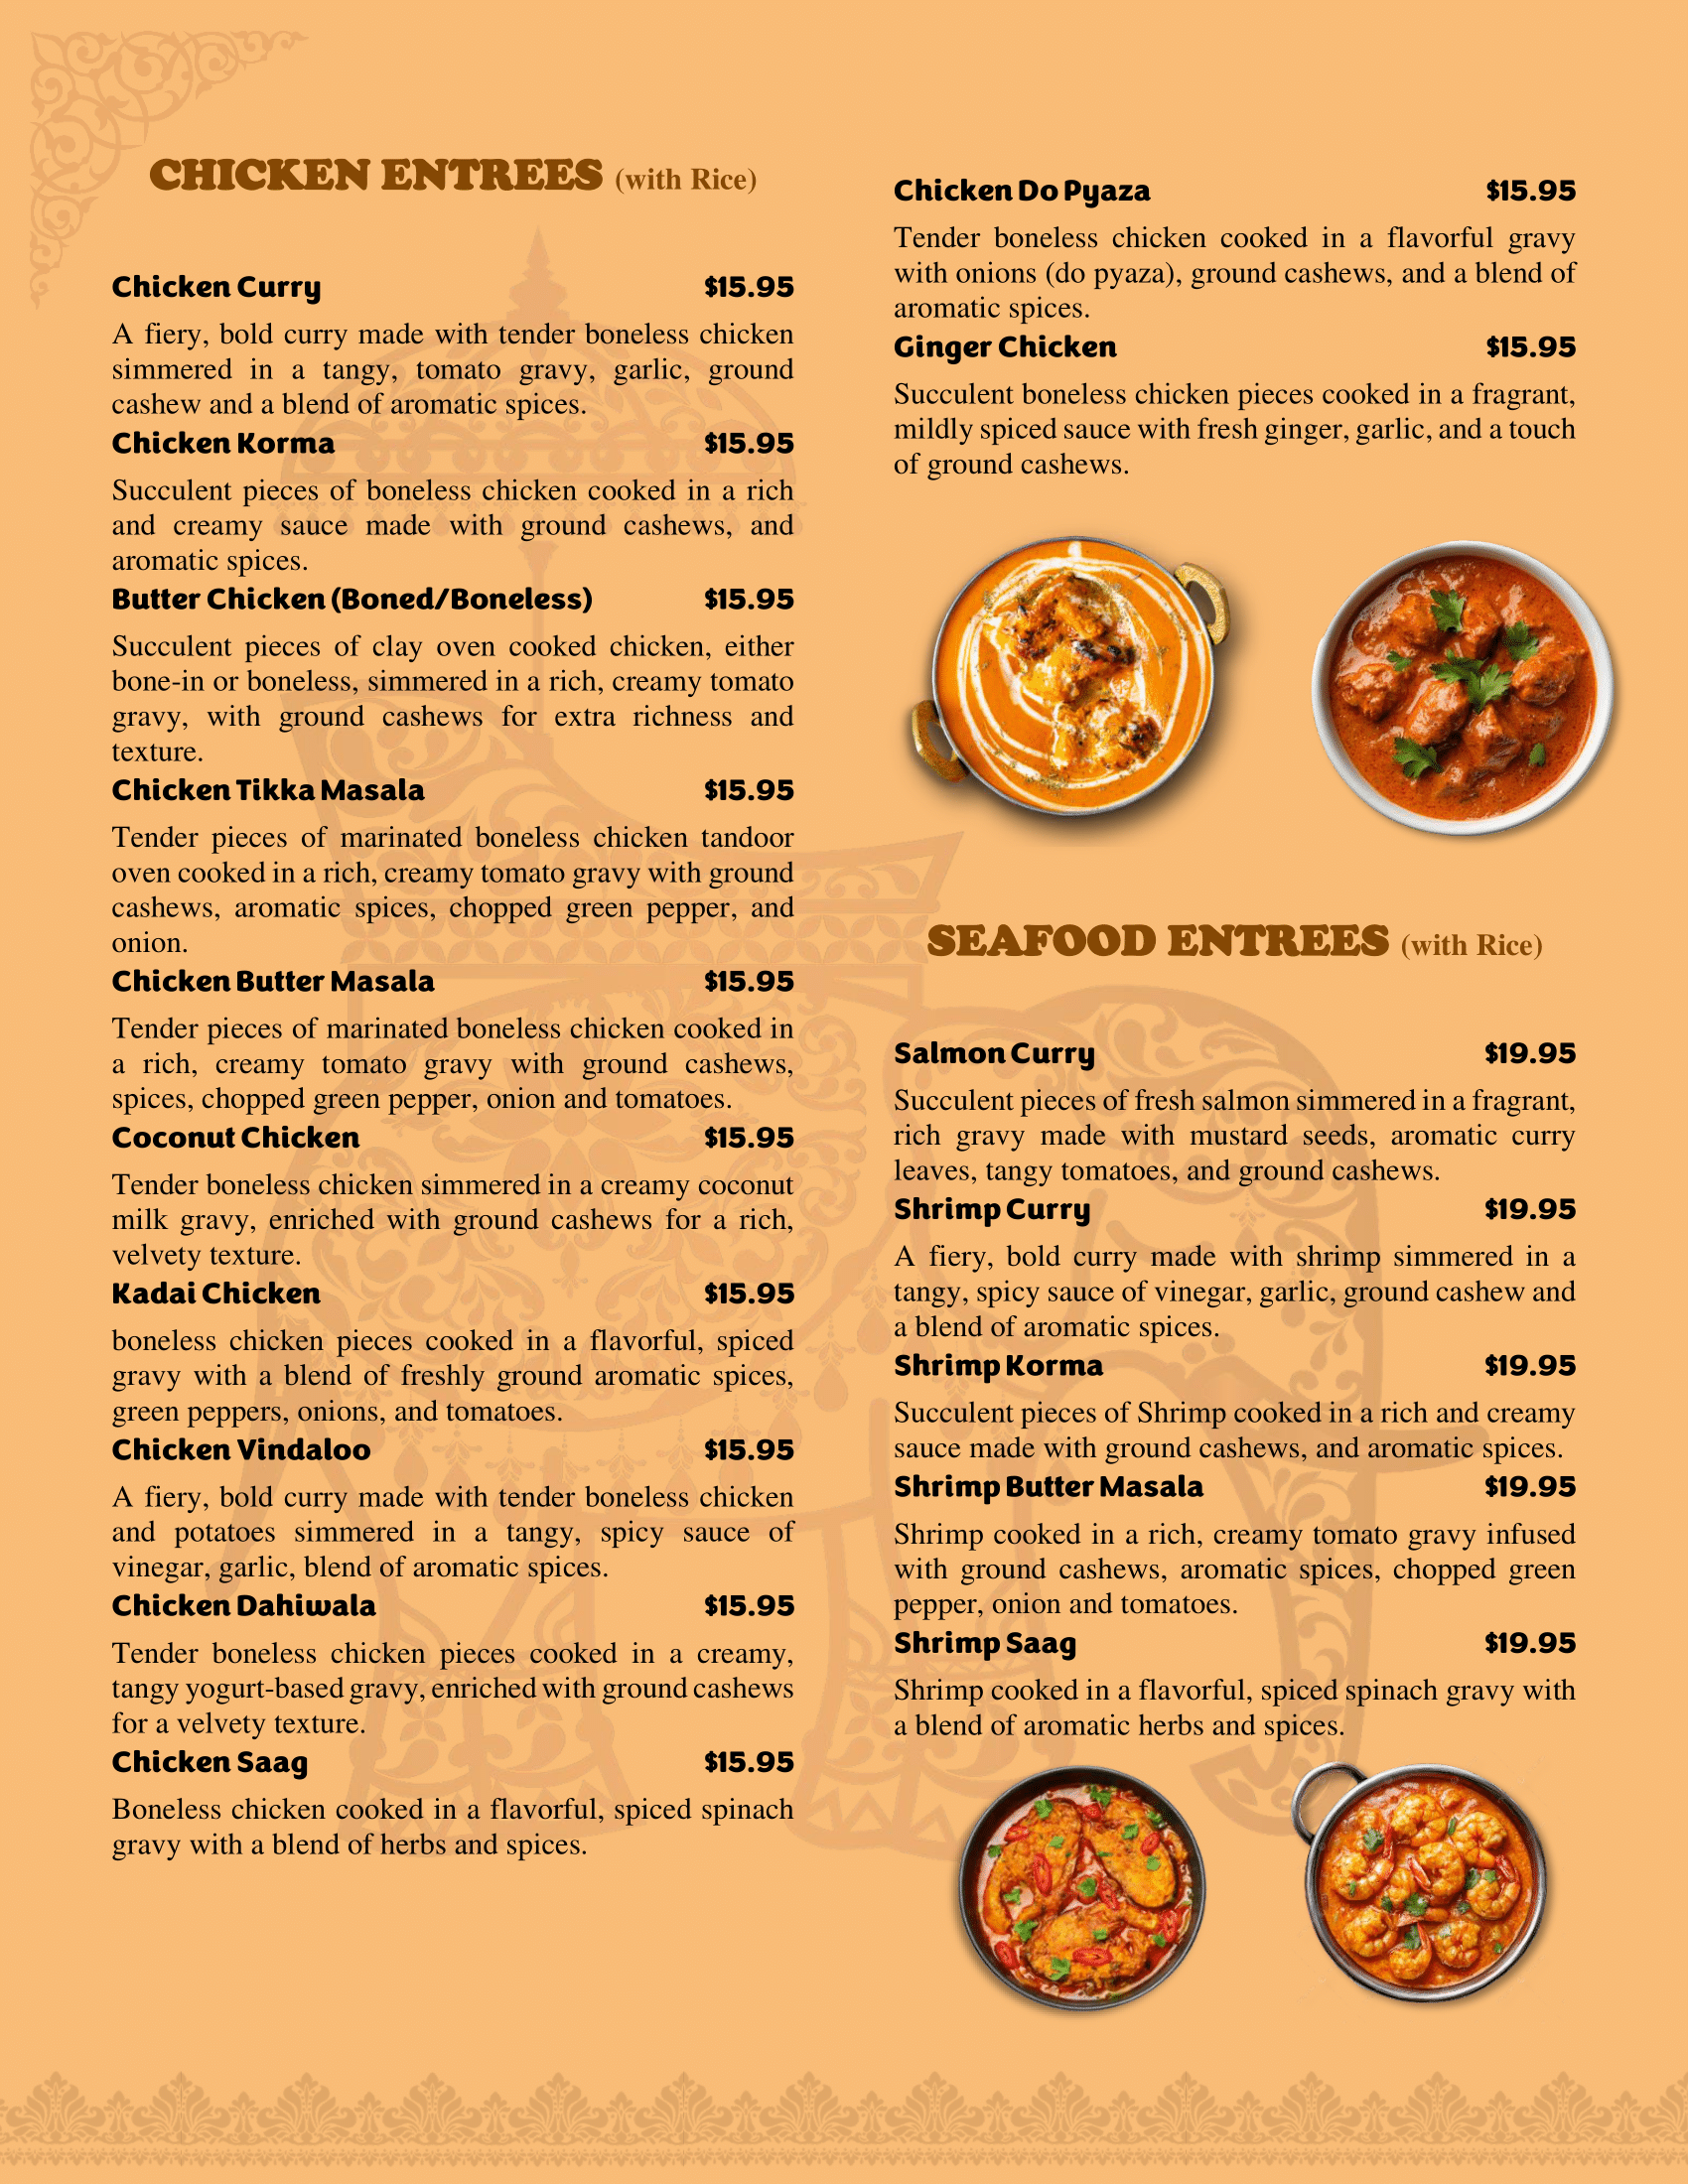 CHICKEN ENTREES (with Rice)
Chicken Curry $15.95
A fiery, bold curry made with tender boneless chicken
simmered in a tangy, tomato gravy, garlic, ground
cashew and a blend of aromatic spices.
Chicken Korma $15.95
Succulent pieces of boneless chicken cooked in a rich
and creamy sauce made with ground cashews, and
aromatic spices.
Butter Chicken (Boned/Boneless) $15.95
Succulent pieces of clay oven cooked chicken, either
bone-in or boneless, simmered in a rich, creamy tomato
gravy, with ground cashews for extra richness and
texture.
Chicken Tikka Masala $15.95
Tender pieces of marinated boneless chicken tandoor
oven cooked in a rich, creamy tomato gravy with ground
cashews, aromatic spices, chopped green pepper, and
onion.
Chicken Butter Masala $15.95
Tender pieces of marinated boneless chicken cooked in
a rich, creamy tomato gravy with ground cashews,
spices, chopped green pepper, onion and tomatoes.
Coconut Chicken $15.95
Tender boneless chicken simmered in a creamy coconut
milk gravy, enriched with ground cashews for a rich,
velvety texture.
Kadai Chicken $15.95
boneless chicken pieces cooked in a flavorful, spiced
gravy with a blend of freshly ground aromatic spices,
green peppers, onions, and tomatoes.
Chicken Vindaloo $15.95
A fiery, bold curry made with tender boneless chicken
and potatoes simmered in a tangy, spicy sauce of
vinegar, garlic, blend of aromatic spices.
Chicken Dahiwala $15.95
Tender boneless chicken pieces cooked in a creamy,
tangy yogurt-based gravy, enriched with ground cashews
for a velvety texture.
Chicken Saag $15.95
Boneless chicken cooked in a flavorful, spiced spinach
gravy with a blend of herbs and spices.
Chicken Do Pyaza $15.95
Tender boneless chicken cooked in a flavorful gravy
with onions (do pyaza), ground cashews, and a blend of
aromatic spices.
Ginger Chicken $15.95
Succulent boneless chicken pieces cooked in a fragrant,
mildly spiced sauce with fresh ginger, garlic, and a touch
of ground cashews.
SEAFOOD ENTREES (with Rice)
Salmon Curry $19.95
Succulent pieces of fresh salmon simmered in a fragrant,
rich gravy made with mustard seeds, aromatic curry
leaves, tangy tomatoes, and ground cashews.
Shrimp Curry $19.95
A fiery, bold curry made with shrimp simmered in a
tangy, spicy sauce of vinegar, garlic, ground cashew and
a blend of aromatic spices.
Shrimp Korma $19.95
Succulent pieces of Shrimp cooked in a rich and creamy
sauce made with ground cashews, and aromatic spices.
Shrimp Butter Masala $19.95
Shrimp cooked in a rich, creamy tomato gravy infused
with ground cashews, aromatic spices, chopped green
pepper, onion and tomatoes.
Shrimp Saag $19.95
Shrimp cooked in a flavorful, spiced spinach gravy with
a blend of aromatic herbs and spices.